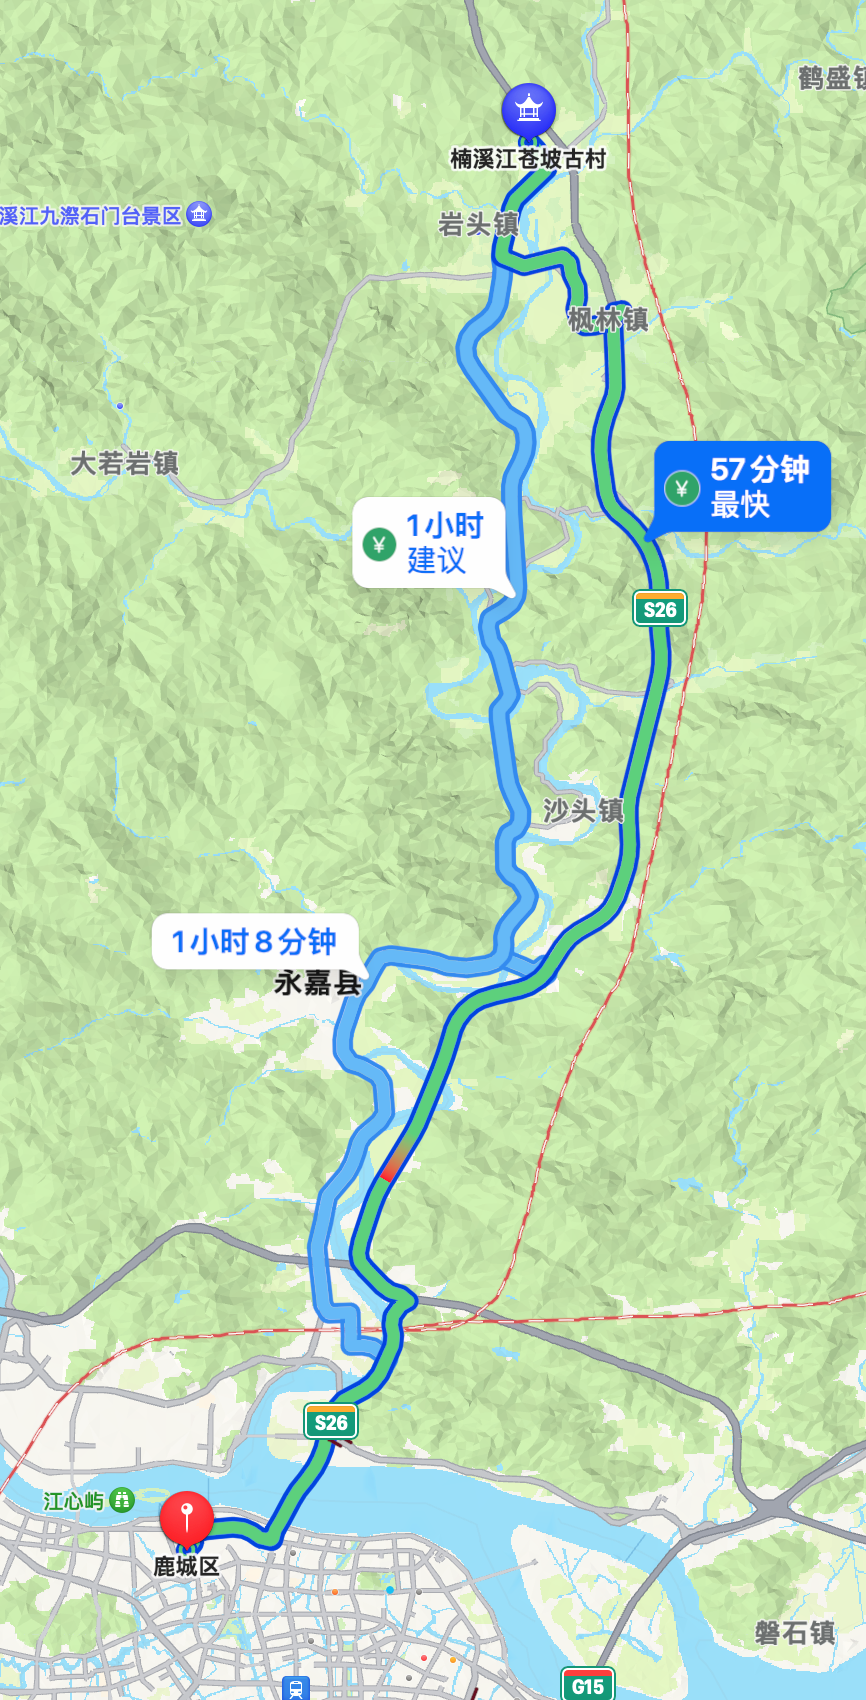 鹤盛镇
楠溪江苍坡古村
溪江九漈石门台景区
岩头镇
枫林镇
大若岩镇
¥
57分钟
最快
¥
1小时
建议
S26
沙头镇
1小时8分钟
永嘉县
S26
江心屿
鹿城区
磐石镇
G15